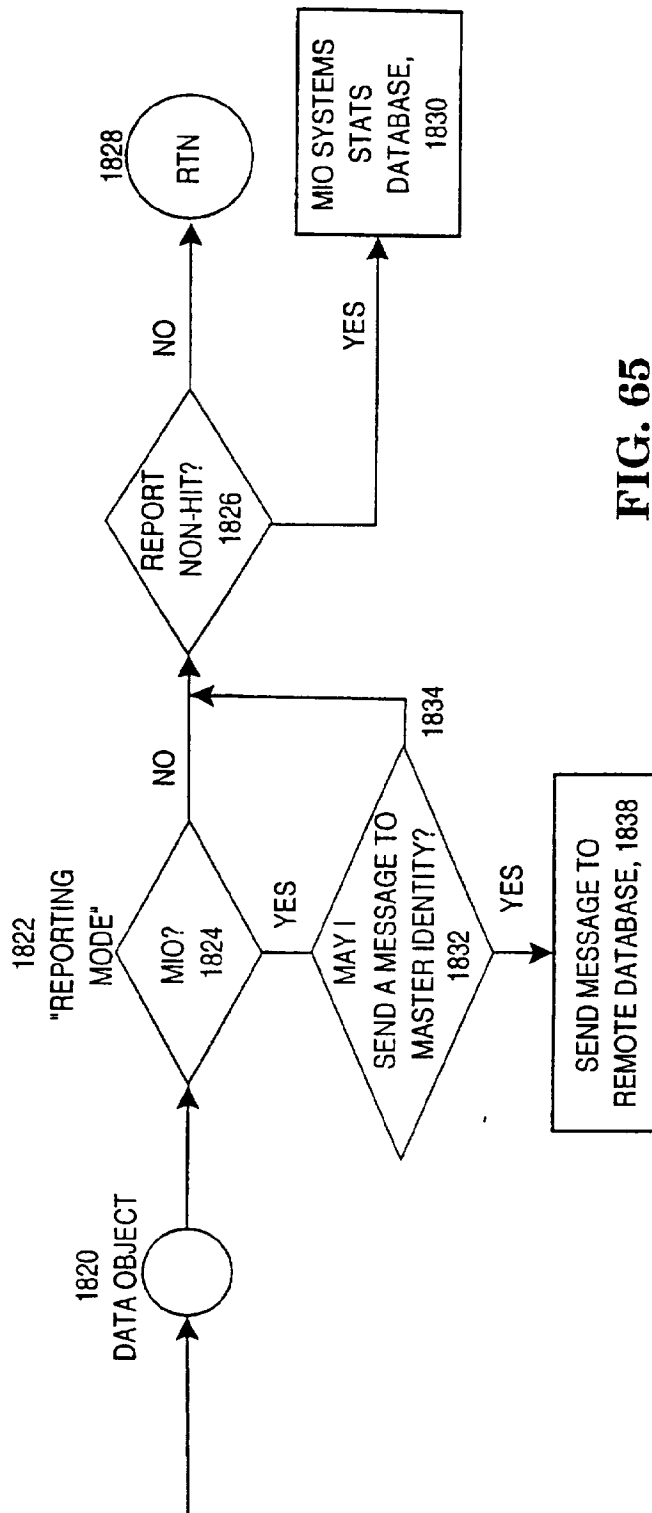 1820
DATA OBJECT
1822
"REPORTING
MODE"
MIO?
1824
NO
YES
MAY I
SEND A MESSAGE TO
MASTER IDENTITY?
1832
1834
YES
SEND MESSAGE TO
REMOTE DATABASE, 1838
REPORT
NON-HIT?
1826
NO
YES
1828
RTN
MIO SYSTEMS
STATS
DATABASE,
1830
FIG. 65